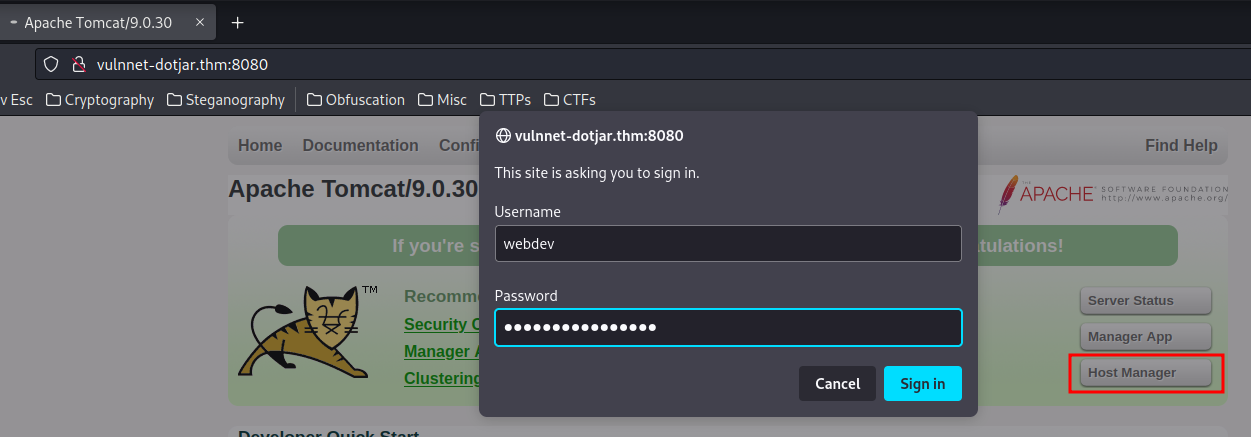 Apache Tomcat/9.0.30
vulnnet-dotjar.thm:8080
v Esc Cryptography Steganography Obfuscation Misc TTPs CTFs
vulnnet-dotjar.thm:8080
This site is asking you to sign in.
Username
webdev
Password
Cancel Sign in
Home Documentation Find Help
Apache Tomcat/9.0.30
THE APACHE SOFTWARE FOUNDATION
http://www.apache.org/
If you're
TM
Security
Manager
Clustering
Server Status
Manager App
Host Manager
Developer Quick Start